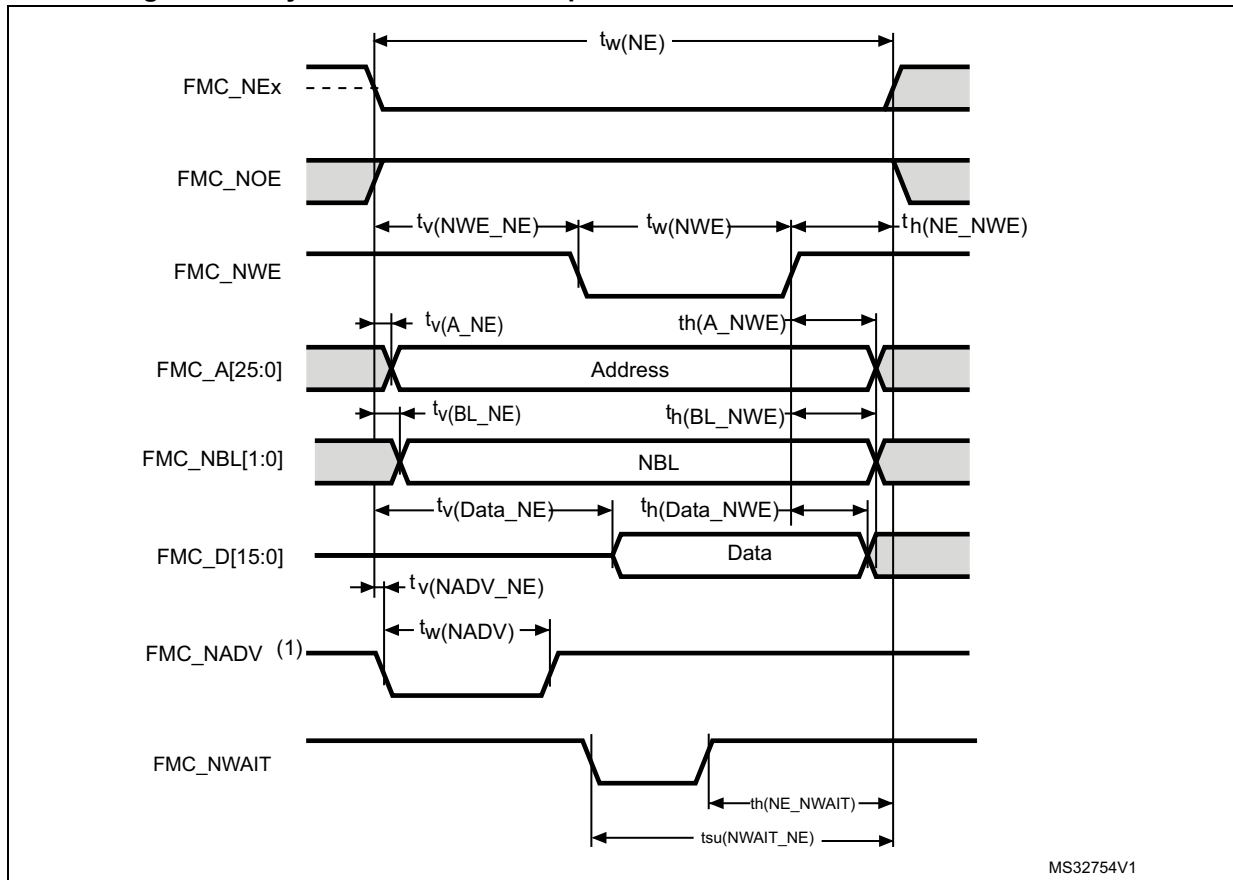 tw(NE)
FMC_NEx
FMC_NOE
tv(NWE_NE) tw(NWE) th(NE_NWE)
FMC_NWE
tv(A_NE) th(A_NWE)
FMC_A[25:0] Address
tv(BL_NE) th(BL_NWE)
FMC_NBL[1:0] NBL
tv(Data_NE) th(Data_NWE)
FMC_D[15:0] Data
tv(NADV_NE)
tw(NADV)
FMC_NADV (1)
FMC_NWAIT
th(NE_NWAIT)
tsu(NWAIT_NE)
MS32754V1